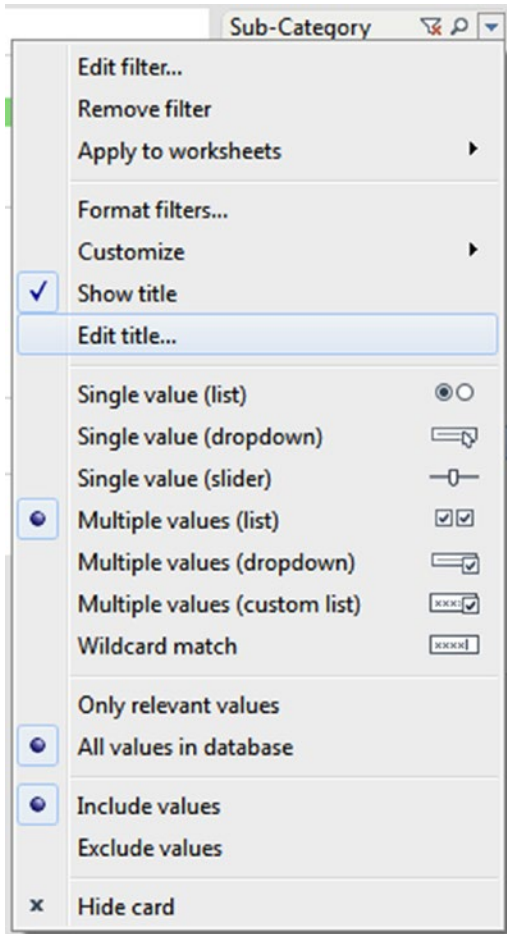 Sub-Category
Edit filter...
Remove filter
Apply to worksheets
Format filters...
Customize
Show title
Edit title...
Single value (list)
Single value (dropdown)
Single value (slider)
Multiple values (list)
Multiple values (dropdown)
Multiple values (custom list)
Wildcard match
Only relevant values
All values in database
Include values
Exclude values
Hide card